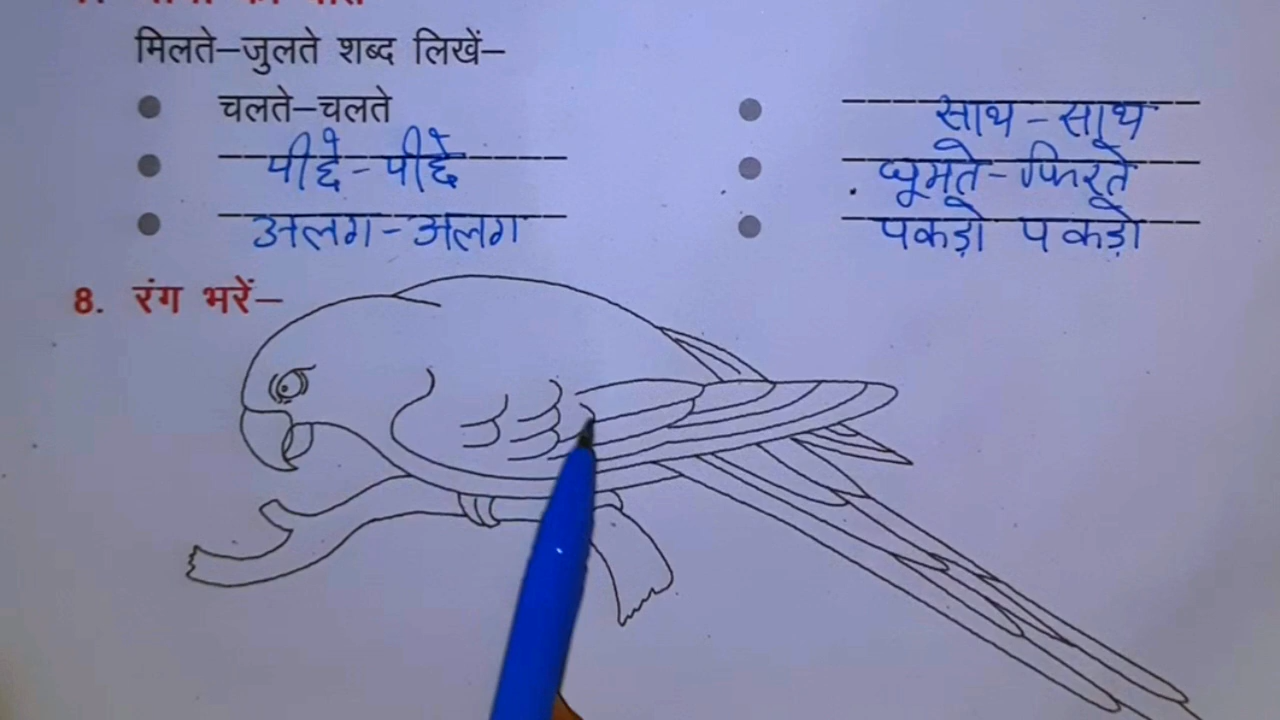 मिलते-जुलते शब्द लिखें-
चलते-चलते
साथ-साथ
पीछे-पीछे
घूमते-फिरते
अलग-अलग
पकड़ो पकड़ो
8. रंग भरें-